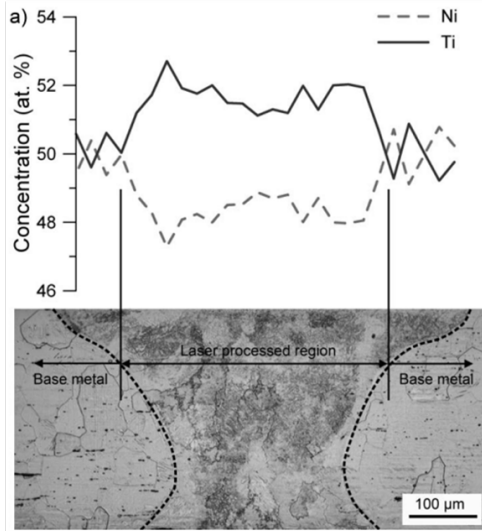 a)
54
Ni
Ti
52
50
48
46
Concentration (at. %)
Laser processed region
Base metal
Base metal
100 µm